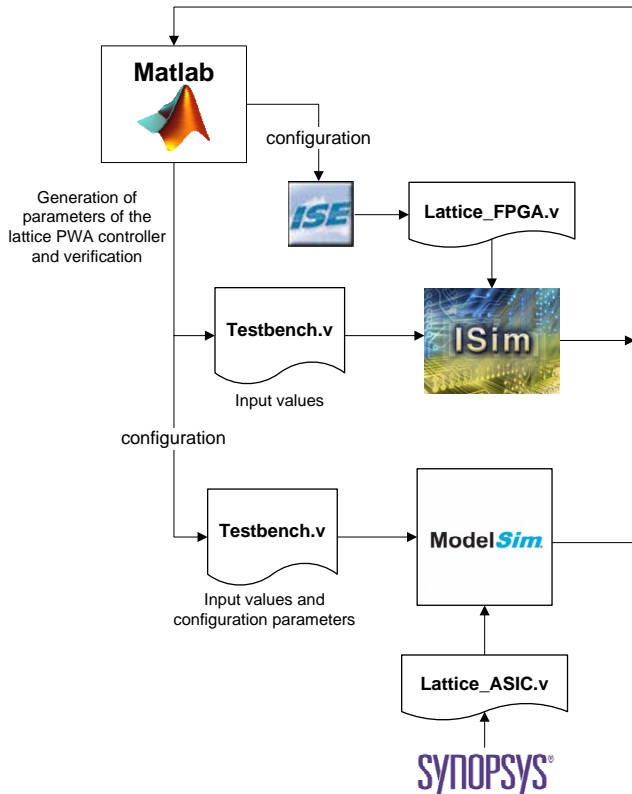 Matlab
configuration
Generation of
parameters of the
lattice PWA controller
and verification
ISE
Lattice_FPGA.v
Testbench.v
ISim
Input values
configuration
Testbench.v
ModelSim
Input values and
configuration parameters
Lattice_ASIC.v
SYNOPSYS®